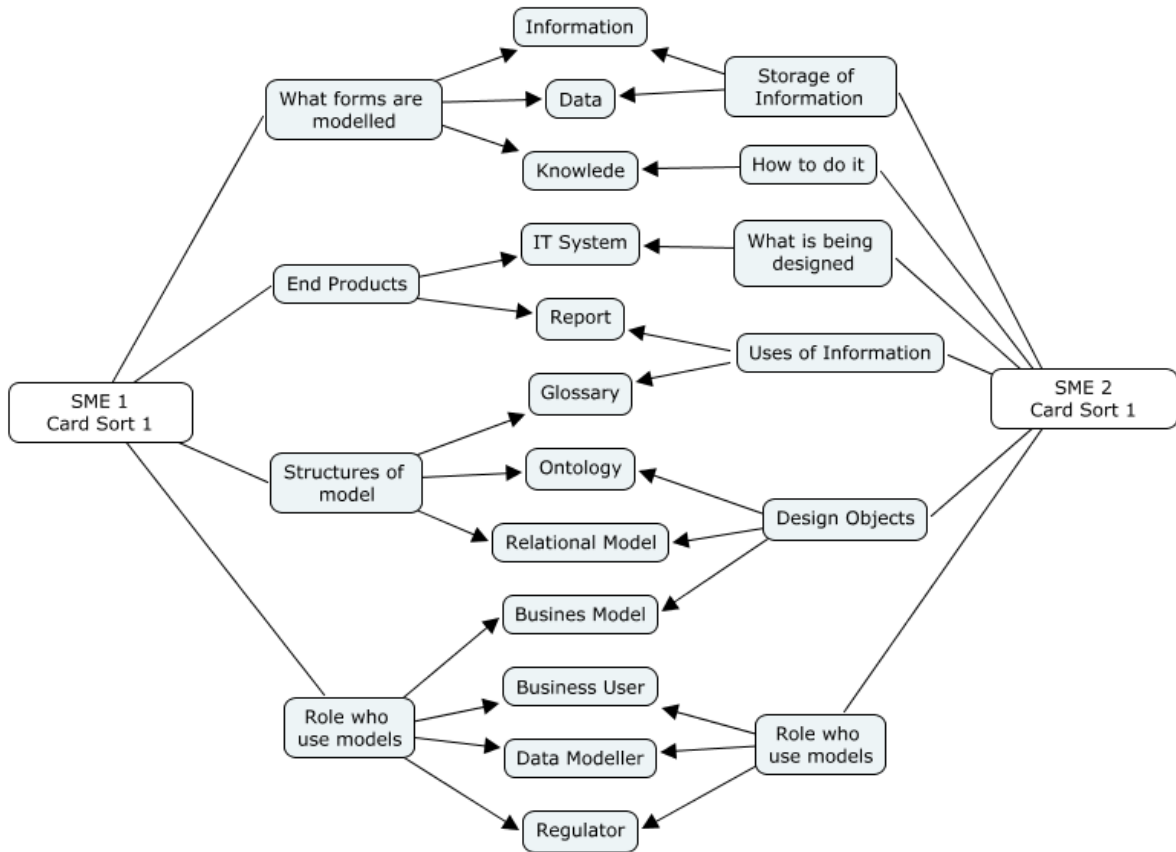 Information
Storage of
Information
What forms are
modelled
Data
Knowlede
How to do it
IT System
What is being
designed
End Products
Report
Uses of Information
SME 1
Card Sort 1
Glossary
SME 2
Card Sort 1
Structures of
model
Ontology
Design Objects
Relational Model
Busines Model
Business User
Role who
use models
Role who
use models
Data Modeller
Regulator